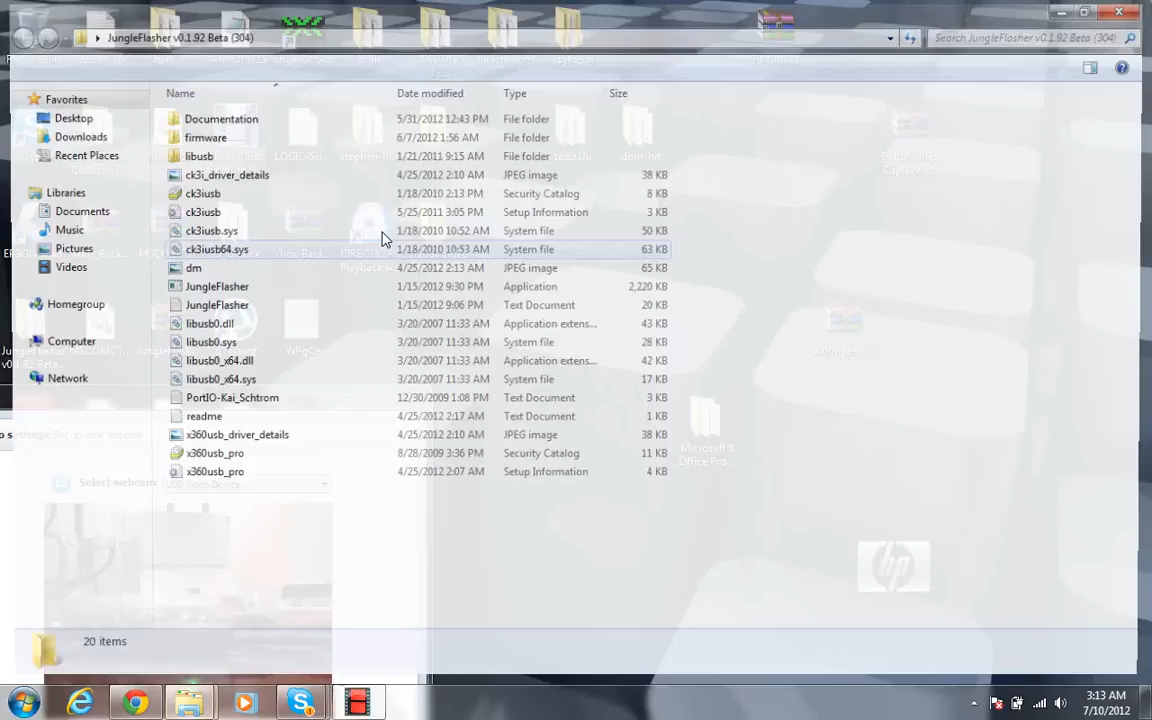 JungleFlasher v0.1.92 Beta (304)
Search JungleFlasher v0.1.92 Beta (304)
Name Date modified Type Size
Favorites
Desktop
Downloads
Recent Places
Libraries
Documents
Music
Pictures
Videos
Homegroup
Computer
Network
Documentation 5/31/2012 12:43 PM File folder
firmware 6/7/2012 1:56 AM File folder
libusb 1/21/2011 9:15 AM File folder
ck3i_driver_details 4/25/2012 2:10 AM JPEG image 38 KB
ck3iusb 1/18/2010 2:13 PM Security Catalog 8 KB
ck3iusb 5/25/2011 3:05 PM Setup Information 3 KB
ck3iusb.sys 1/18/2010 10:52 AM System file 50 KB
ck3iusb64.sys 1/18/2010 10:53 AM System file 63 KB
dm 4/25/2012 2:13 AM JPEG image 65 KB
JungleFlasher 1/15/2012 9:30 PM Application 2,220 KB
JungleFlasher 1/15/2012 9:06 PM Text Document 20 KB
libusb0.dll 3/20/2007 11:33 AM Application extens... 43 KB
libusb0.sys 3/20/2007 11:33 AM System file 28 KB
libusb0_x64.dll 3/20/2007 11:33 AM Application extens... 42 KB
libusb0_x64.sys 3/20/2007 11:33 AM System file 17 KB
PortIO-Kai_Schtrom 12/30/2009 1:08 PM Text Document 3 KB
readme 4/25/2012 2:17 AM Text Document 1 KB
x360usb_driver_details 4/25/2012 2:10 AM JPEG image 38 KB
x360usb_pro 8/28/2009 3:36 PM Security Catalog 11 KB
x360usb_pro 4/25/2012 2:07 AM Setup Information 4 KB
Microsoft
Office
Select webcam
USB Video Device
hp
20 items
3:13 AM
7/10/2012